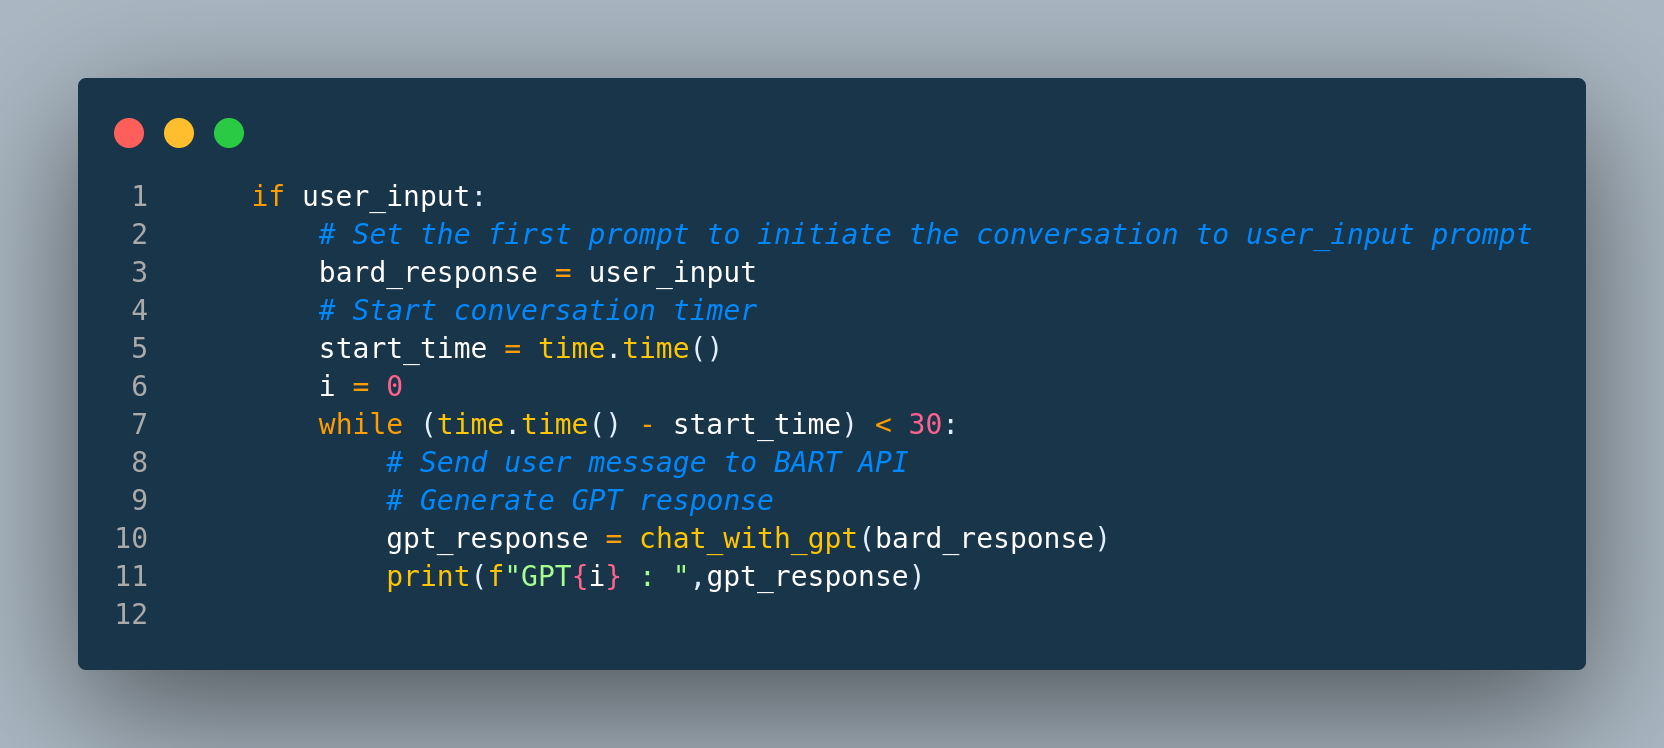 1 if user_input:
2 # Set the first prompt to initiate the conversation to user_input prompt
3 bard_response = user_input
4 # Start conversation timer
5 start_time = time.time()
6 i = 0
7 while (time.time() - start_time) < 30:
8 # Send user message to BART API
9 # Generate GPT response
10 gpt_response = chat_with_gpt(bard_response)
11 print(f"GPT{i} : ",gpt_response)
12